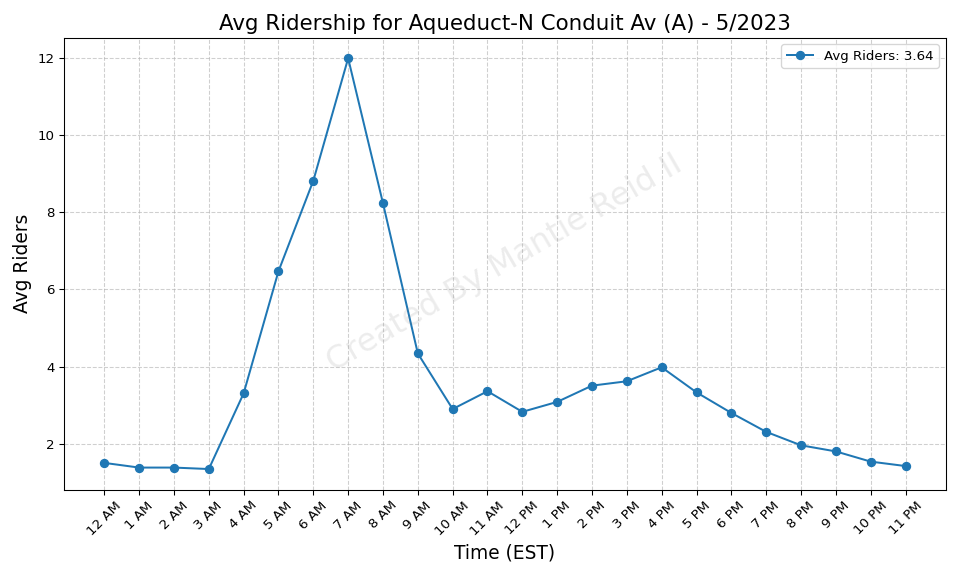 Avg Ridership for Aqueduct-N Conduit Av (A) - 5/2023
Avg Riders: 3.64
12
10
8
6
4
2
Avg Riders
Created By Mantie Reid II
12 AM
1 AM
2 AM
3 AM
4 AM
5 AM
6 AM
7 AM
8 AM
9 AM
10 AM
11 AM
12 PM
1 PM
2 PM
3 PM
4 PM
5 PM
6 PM
7 PM
8 PM
9 PM
10 PM
11 PM
Time (EST)